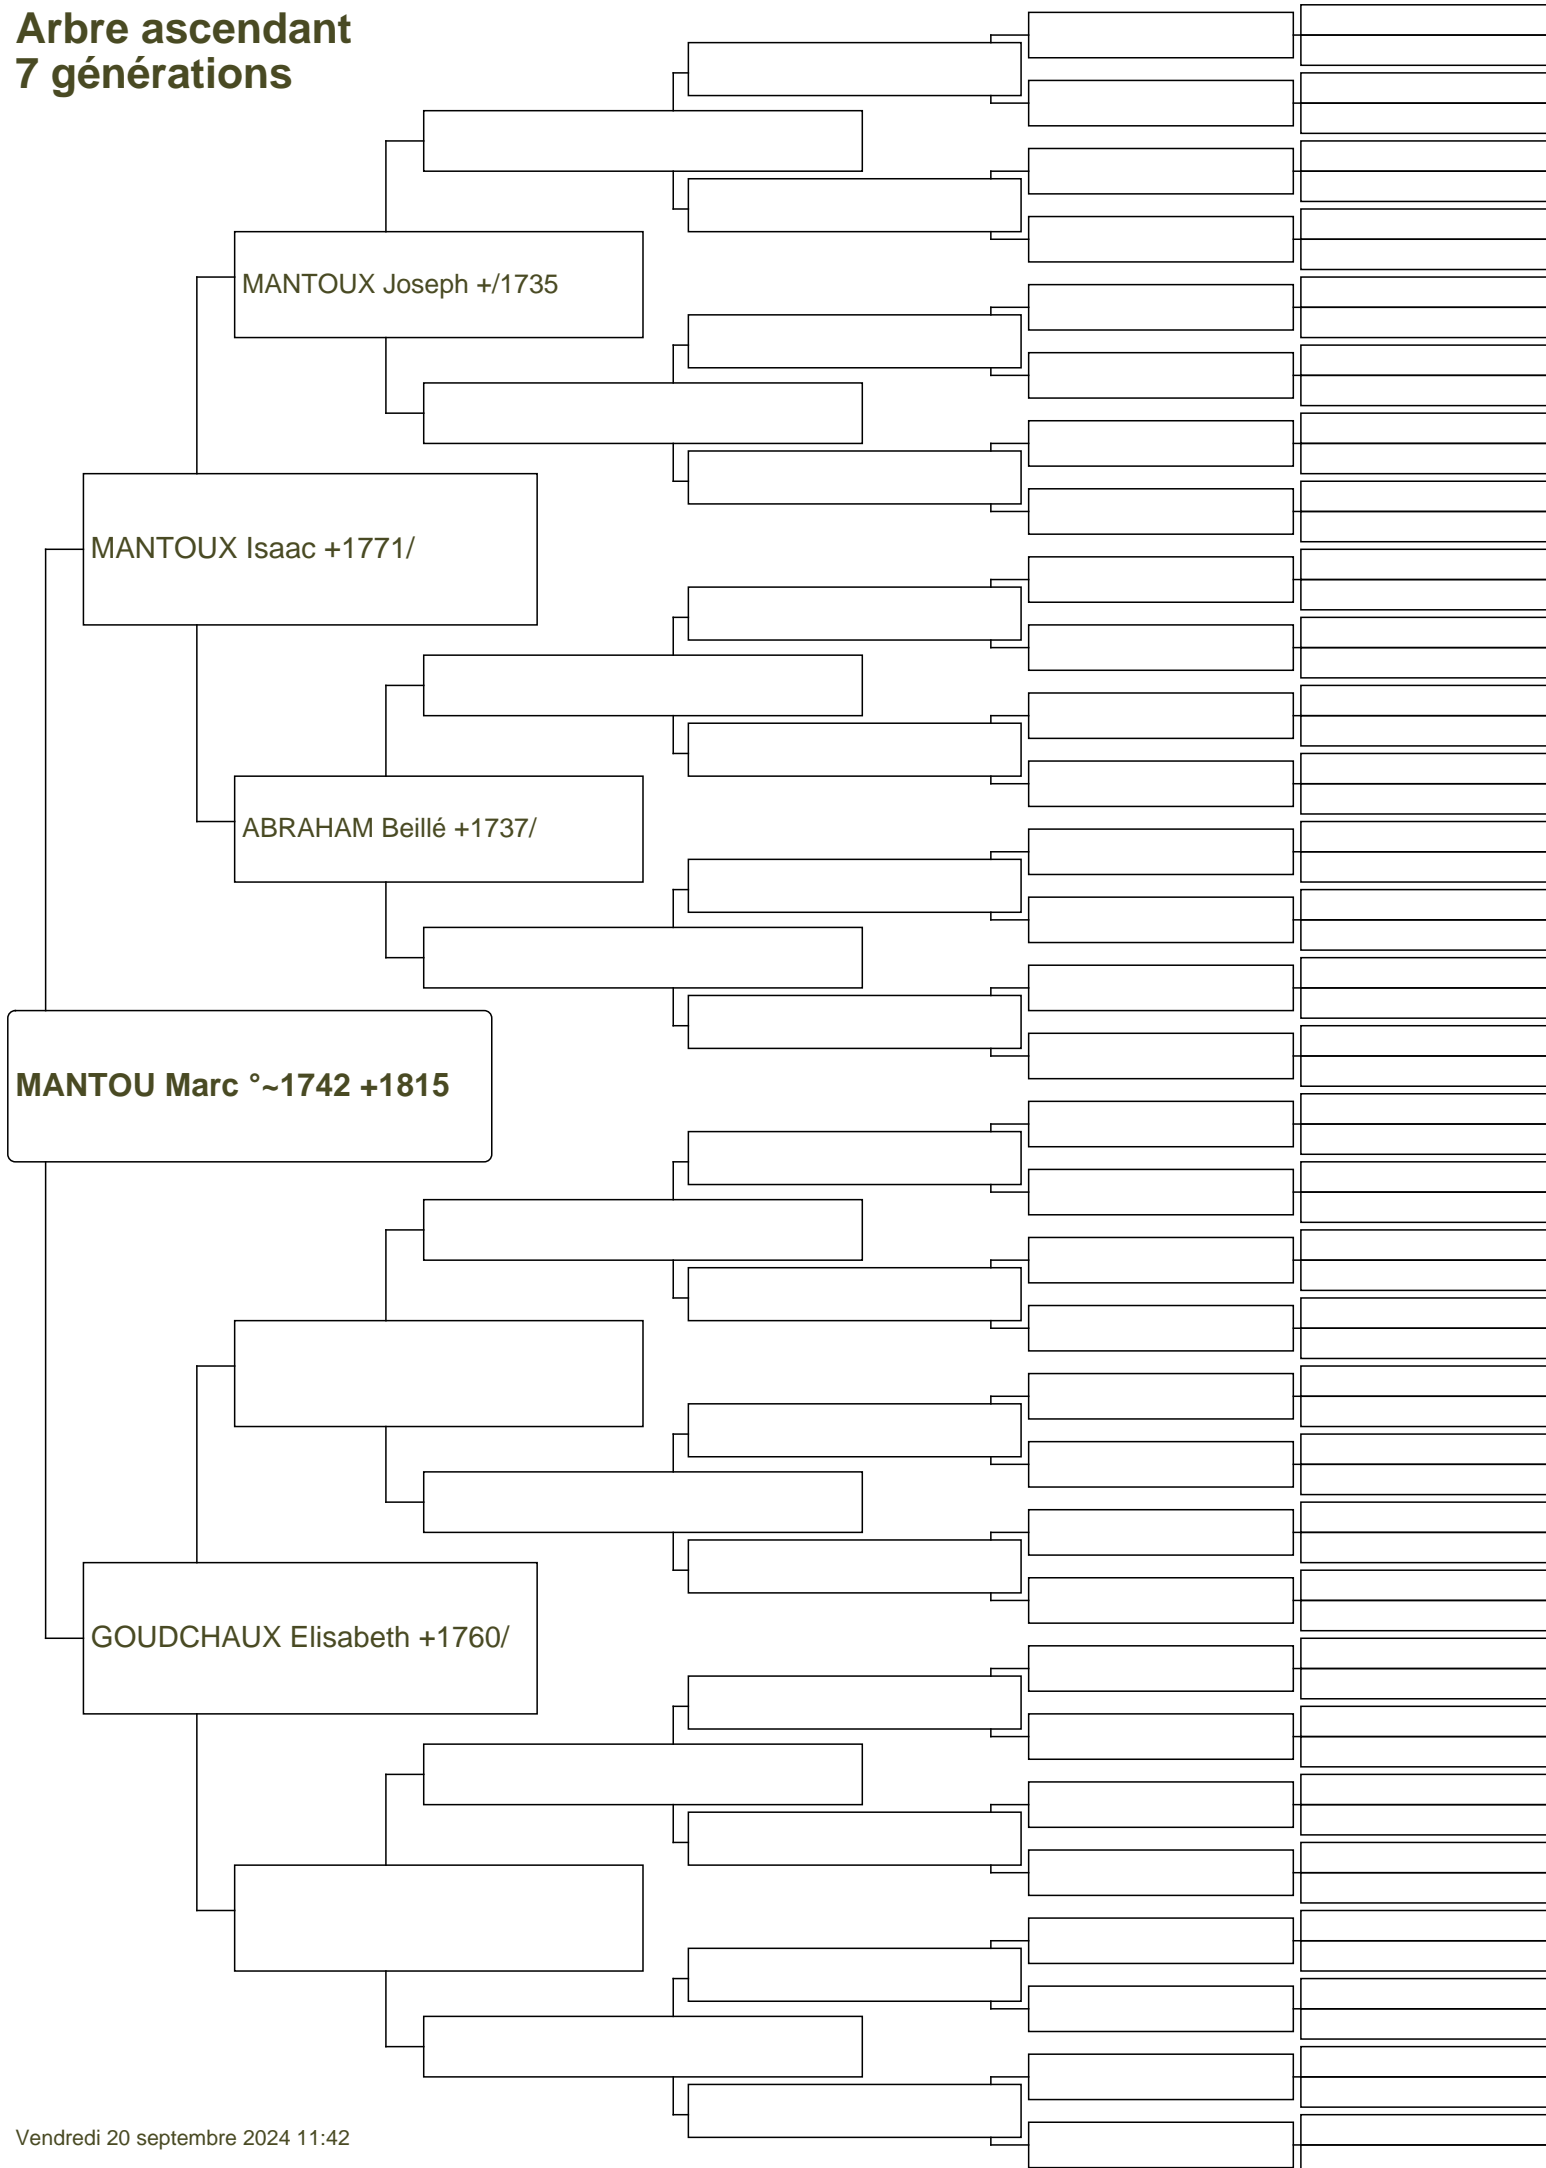 Arbre ascendant
7 générations
MANTOUX Joseph +/1735
MANTOUX Isaac +1771/
ABRAHAM Beillé +1737/
MANTOU Marc °~1742 +1815
GOUDCHAUX Elisabeth +1760/
Vendredi 20 septembre 2024 11:42